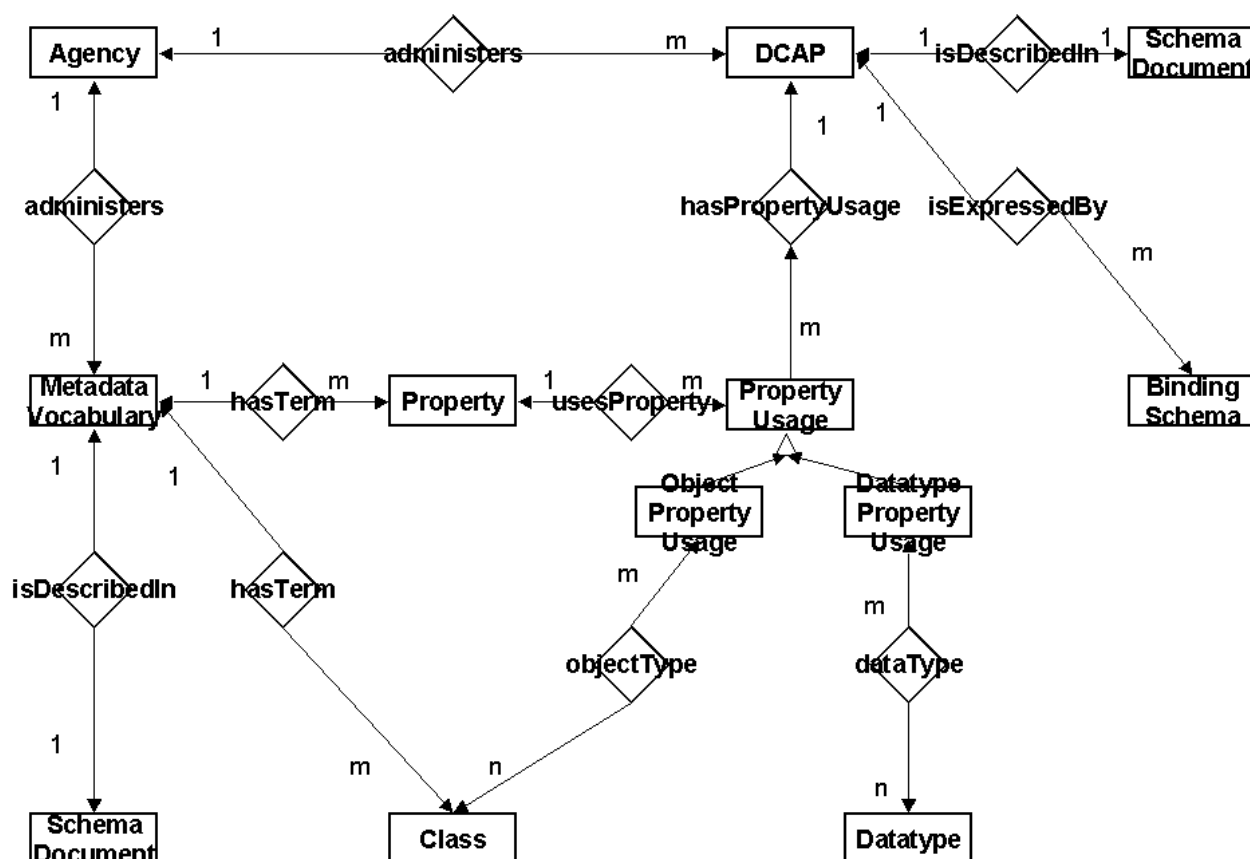 Agency
1
administers
m
DCAP
1
isDescribedIn
1
Schema
Document
1
1
1
administers
hasPropertyUsage
isExpressedBy
m
m
m
Metadata
Vocabulary
1
hasTerm
m
Property
1
usesProperty
m
Property
Usage
Binding
Schema
1
1
Object
Property
Usage
Datatype
Property
Usage
isDescribedIn
hasTerm
m
m
objectType
dataType
1
m
n
n
Schema
Document
Class
Datatype